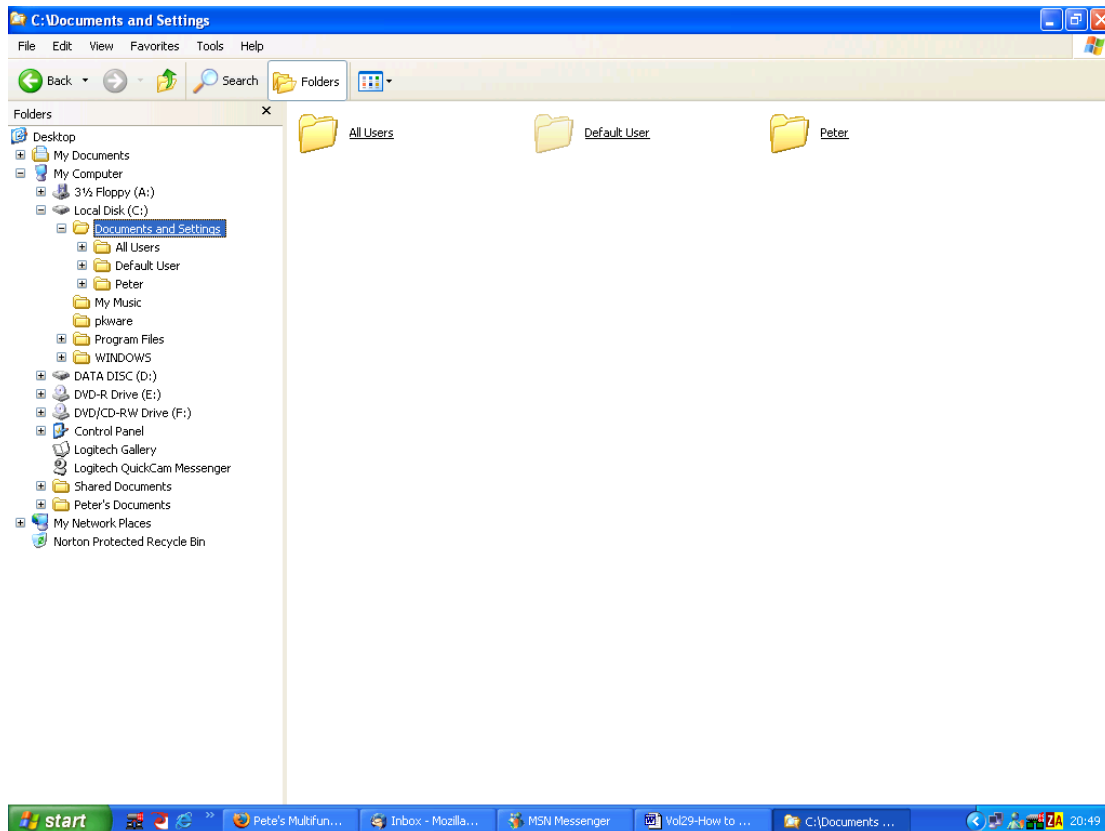 C:\Documents and Settings
File Edit View Favorites Tools Help
Back Search Folders
Folders
Desktop
My Documents
My Computer
3½ Floppy (A:)
Local Disk (C:)
Documents and Settings
All Users
Default User
Peter
My Music
pkware
Program Files
WINDOWS
DATA DISC (D:)
DVD-R Drive (E:)
DVD/CD-RW Drive (F:)
Control Panel
Logitech Gallery
Logitech QuickCam Messenger
Shared Documents
Peter's Documents
My Network Places
Norton Protected Recycle Bin
All Users Default User Peter
start Pete's Multifun... Inbox - Mozilla... MSN Messenger Vol29-How to ... C:\Documents ... ZA 20:49